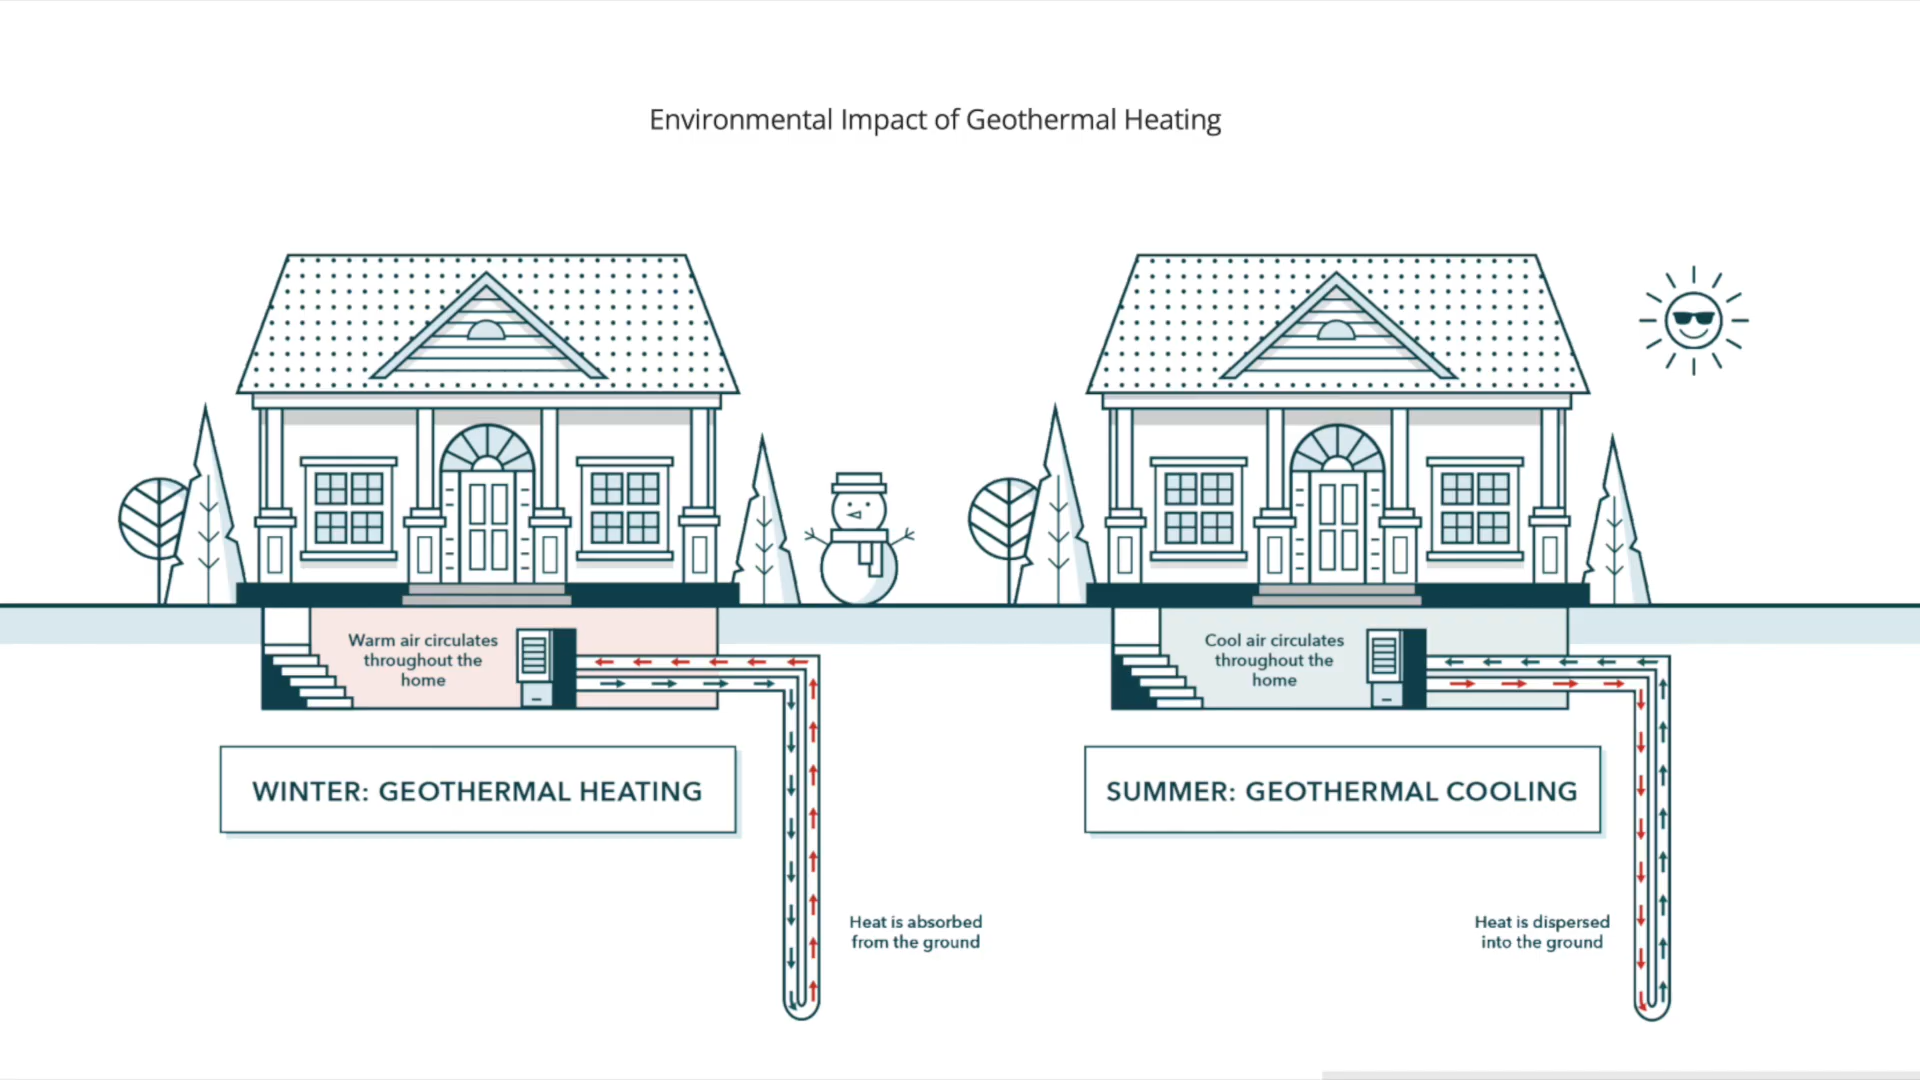 Environmental Impact of Geothermal Heating
Warm air circulates
throughout the
home
WINTER: GEOTHERMAL HEATING
Heat is absorbed
from the ground
Cool air circulates
throughout the
home
SUMMER: GEOTHERMAL COOLING
Heat is dispersed
into the ground